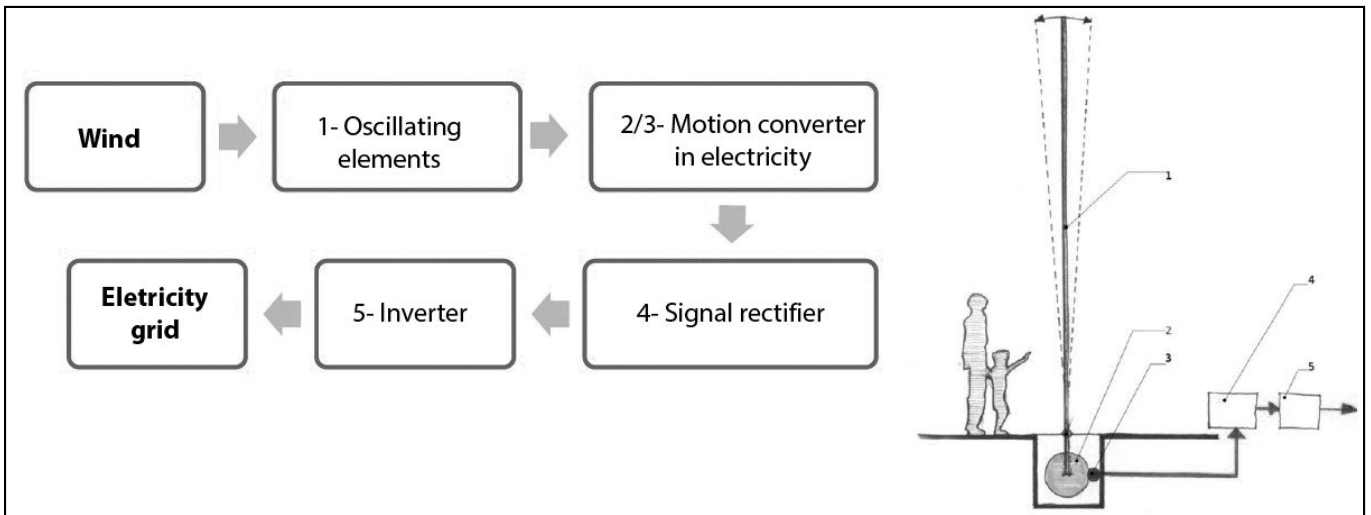 Wind
1- Oscillating
elements
2/3- Motion converter
in electricity
Eletricity
grid
5- Inverter
4- Signal rectifier
1
2
3
4
5